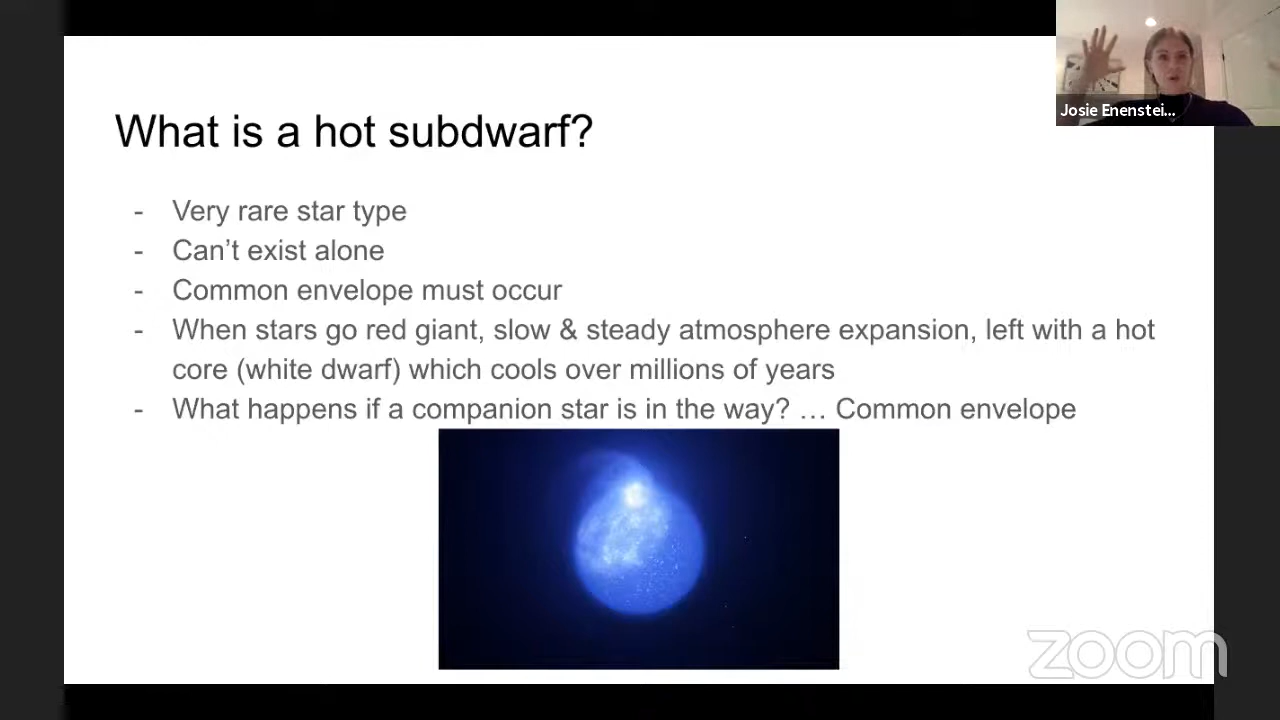 Josie Enenstei...
What is a hot subdwarf?
- Very rare star type
- Can't exist alone
- Common envelope must occur
- When stars go red giant, slow & steady atmosphere expansion, left with a hot
core (white dwarf) which cools over millions of years
- What happens if a companion star is in the way? … Common envelope
zoom